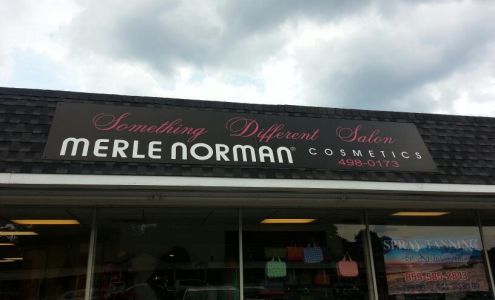 Something Different Salon
MERLE NORMAN® COSMETICS
498-0173
SPRAY TANNING